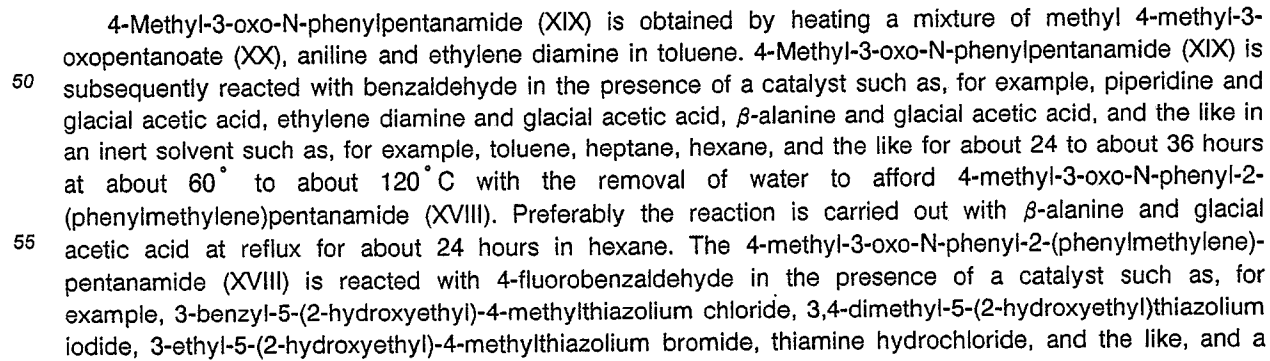 4-Methyl-3-oxo-N-phenylpentanamide (XIX) is obtained by heating a mixture of methyl 4-methyl-3-
oxopentanoate (XX), aniline and ethylene diamine in toluene. 4-Methyl-3-oxo-N-phenylpentanamide (XIX) is
50 subsequently reacted with benzaldehyde in the presence of a catalyst such as, for example, piperidine and
glacial acetic acid, ethylene diamine and glacial acetic acid, β-alanine and glacial acetic acid, and the like in
an inert solvent such as, for example, toluene, heptane, hexane, and the like for about 24 to about 36 hours
at about 60° to about 120°C with the removal of water to afford 4-methyl-3-oxo-N-phenyl-2-
(phenylmethylene)pentanamide (XVIII). Preferably the reaction is carried out with β-alanine and glacial
55 acetic acid at reflux for about 24 hours in hexane. The 4-methyl-3-oxo-N-phenyl-2-(phenylmethylene)-
pentanamide (XVIII) is reacted with 4-fluorobenzaldehyde in the presence of a catalyst such as, for
example, 3-benzyl-5-(2-hydroxyethyl)-4-methylthiazolium chloride, 3,4-dimethyl-5-(2-hydroxyethyl)thiazolium
iodide, 3-ethyl-5-(2-hydroxyethyl)-4-methylthiazolium bromide, thiamine hydrochloride, and the like, and a